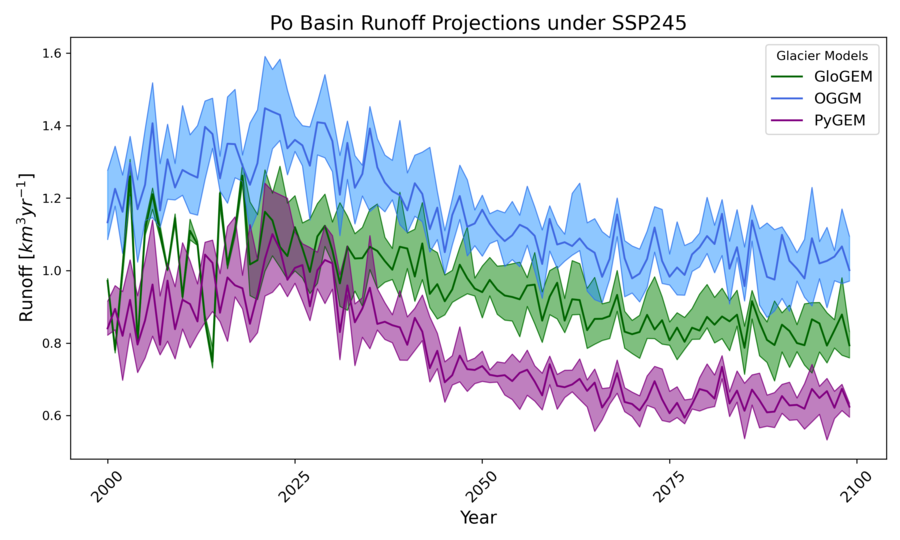 Po Basin Runoff Projections under SSP245
Runoff [km³yr⁻¹]
1.6
1.4
1.2
1.0
0.8
0.6
Glacier Models
GloGEM
OGGM
PyGEM
2000
2025
2050
2075
2100
Year